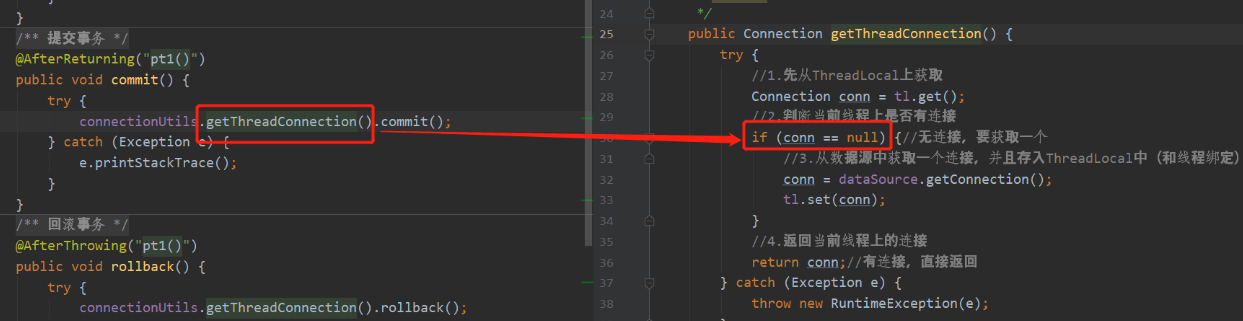 }
/** 提交事务 */
@AfterReturning("pt1()")
public void commit() {
try {
connectionUtils.getThreadConnection().commit();
} catch (Exception e) {
e.printStackTrace();
}
}
/** 回滚事务 */
@AfterThrowing("pt1()")
public void rollback() {
try {
connectionUtils.getThreadConnection().rollback();
24 */
25 public Connection getThreadConnection() {
26 try {
27 //1.先从ThreadLocal上获取
28 Connection conn = tl.get();
29 //2.判断当前线程上是否有连接
if (conn == null) {//无连接，要获取一个
31 //3.从数据源中获取一个连接，并且存入ThreadLocal中（和线程绑定）
32 conn = dataSource.getConnection();
33 tl.set(conn);
34 }
35 //4.返回当前线程上的连接
36 return conn;//有连接，直接返回
37 } catch (Exception e) {
38 throw new RuntimeException(e);